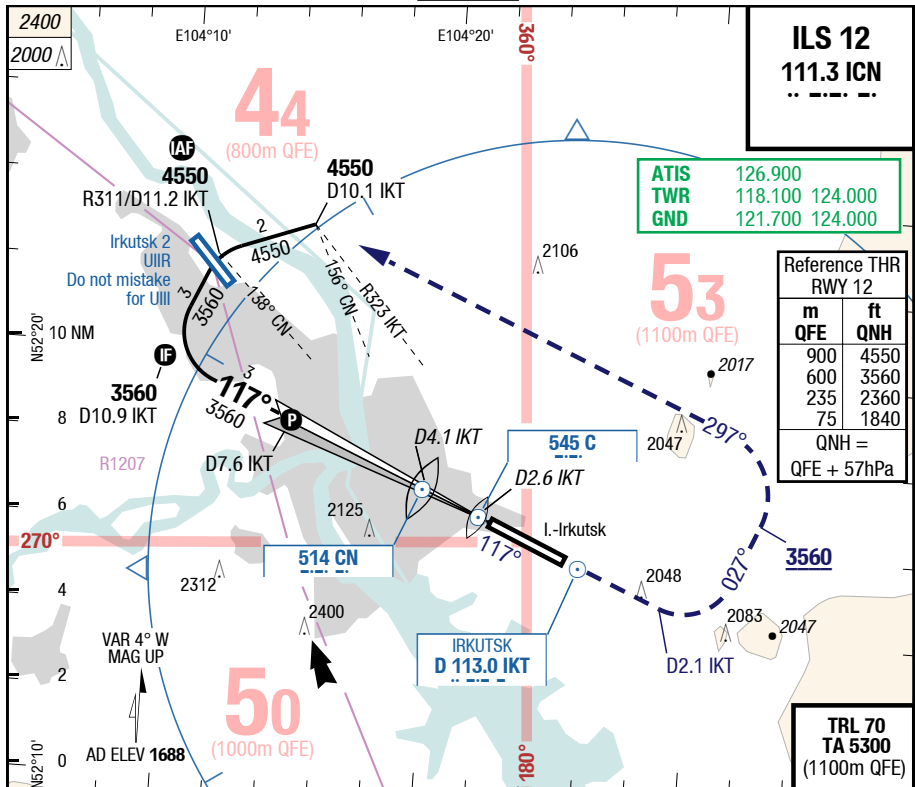 2400
2000
E104°10'
E104°20'
360°
ILS 12
111.3 ICN
44
(800m QFE)
IAF
4550
R311/D11.2 IKT
4550
D10.1 IKT
ATIS 126.900
TWR 118.100 124.000
GND 121.700 124.000
2
4550
Irkutsk 2
UIIR
Do not mistake
for UIII
2106
53
(1100m QFE)
Reference THR
RWY 12
m ft
QFE QNH
900 4550
600 3560
235 2360
75 1840
QNH =
QFE + 57hPa
3
3560
138° CN
156° CN
R323 IKT
N52°20'
10 NM
IF
3560
D10.9 IKT
3
117°
3560
P
2017
8
D7.6 IKT
D4.1 IKT
545 C
2047
297°
R1207
D2.6 IKT
6
2125
I.-Irkutsk
270°
117°
514 CN
3560
027°
4
2312
2048
2400
2083
2047
IRKUTSK
D 113.0 IKT
D2.1 IKT
VAR 4° W
MAG UP
2
50
(1000m QFE)
AD ELEV 1688
N52°10'
0
180°
TRL 70
TA 5300
(1100m QFE)